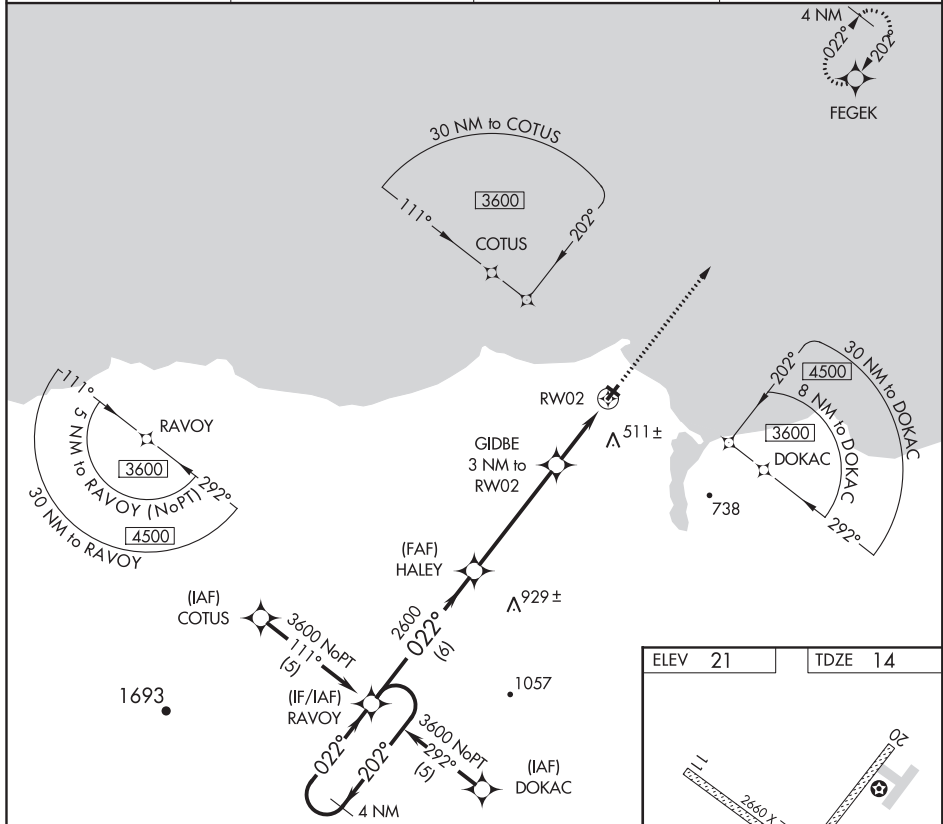 4 NM
022°
202°
FEGEK
30 NM to COTUS
3600
111°
202°
COTUS
RW02
511±
GIDBE
3 NM to
RW02
111°
RAVOY
5 NM to RAVOY (NoPT)
3600
292°
4500
30 NM to RAVOY
202°
4500
30 NM to DOKAC
8 NM to DOKAC
3600
DOKAC
292°
738
(FAF)
HALEY
929±
(IAF)
COTUS
3600 NoPT
111°
(5)
2600
022°
(6)
1693
(IF/IAF)
RAVOY
1057
022°
202°
4 NM
3600 NoPT
292°
(5)
(IAF)
DOKAC
ELEV 21
TDZE 14
11
20
2660 X